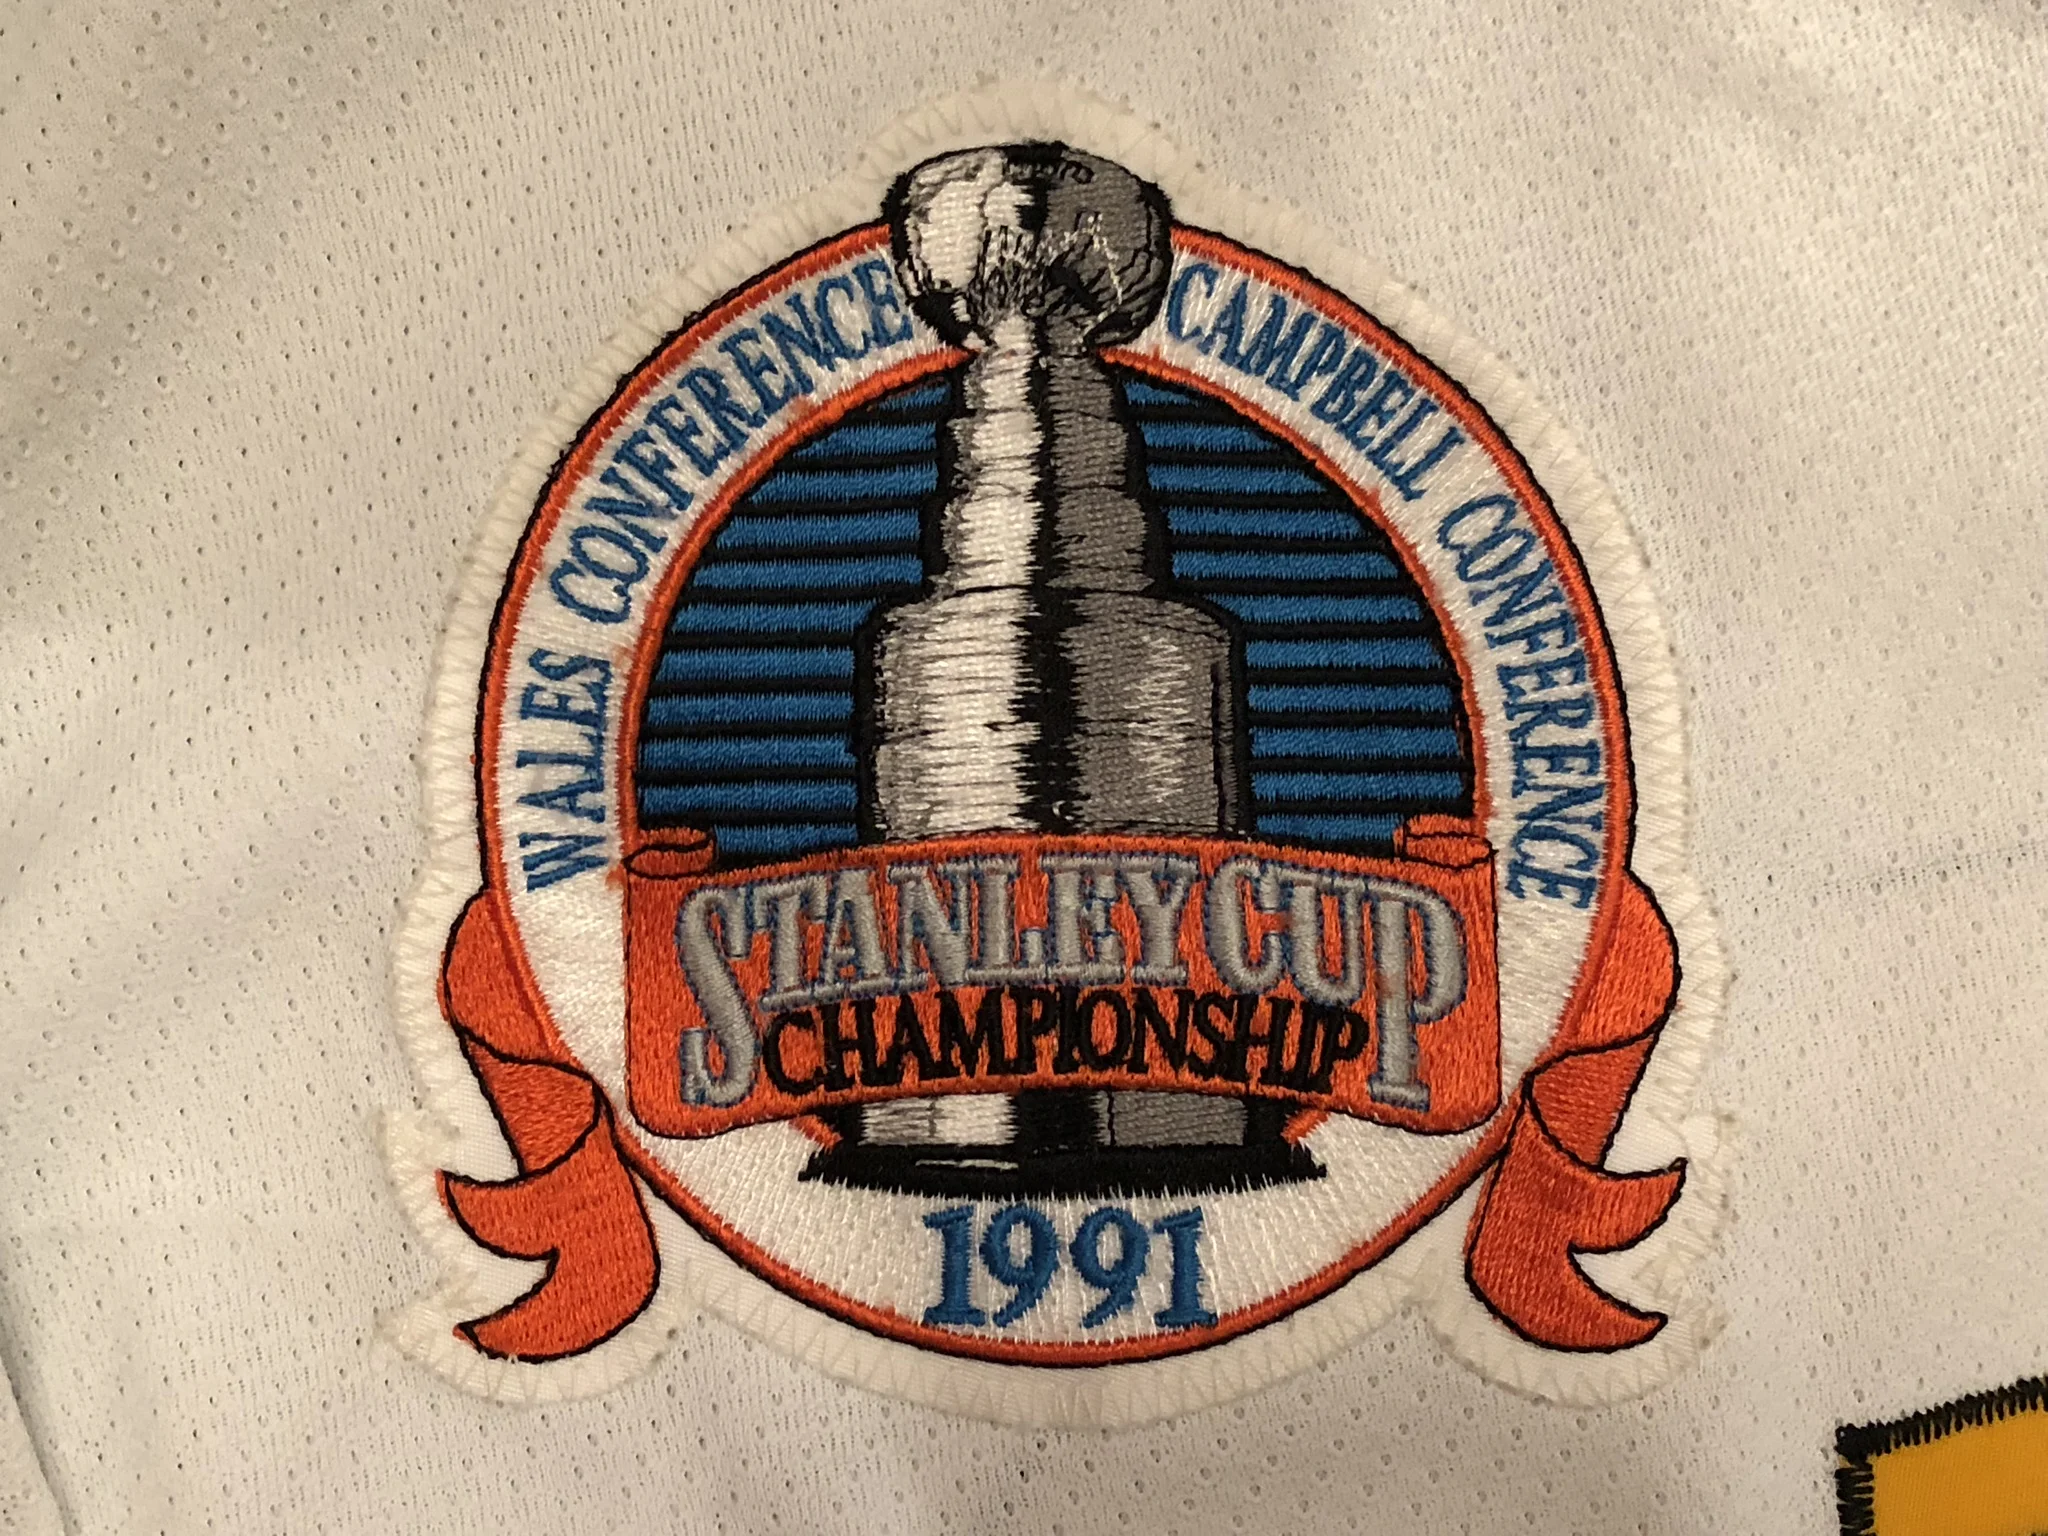 WALES CONFERENCE
CAMPBELL CONFERENCE
STANLEY CUP
CHAMPIONSHIP
1991